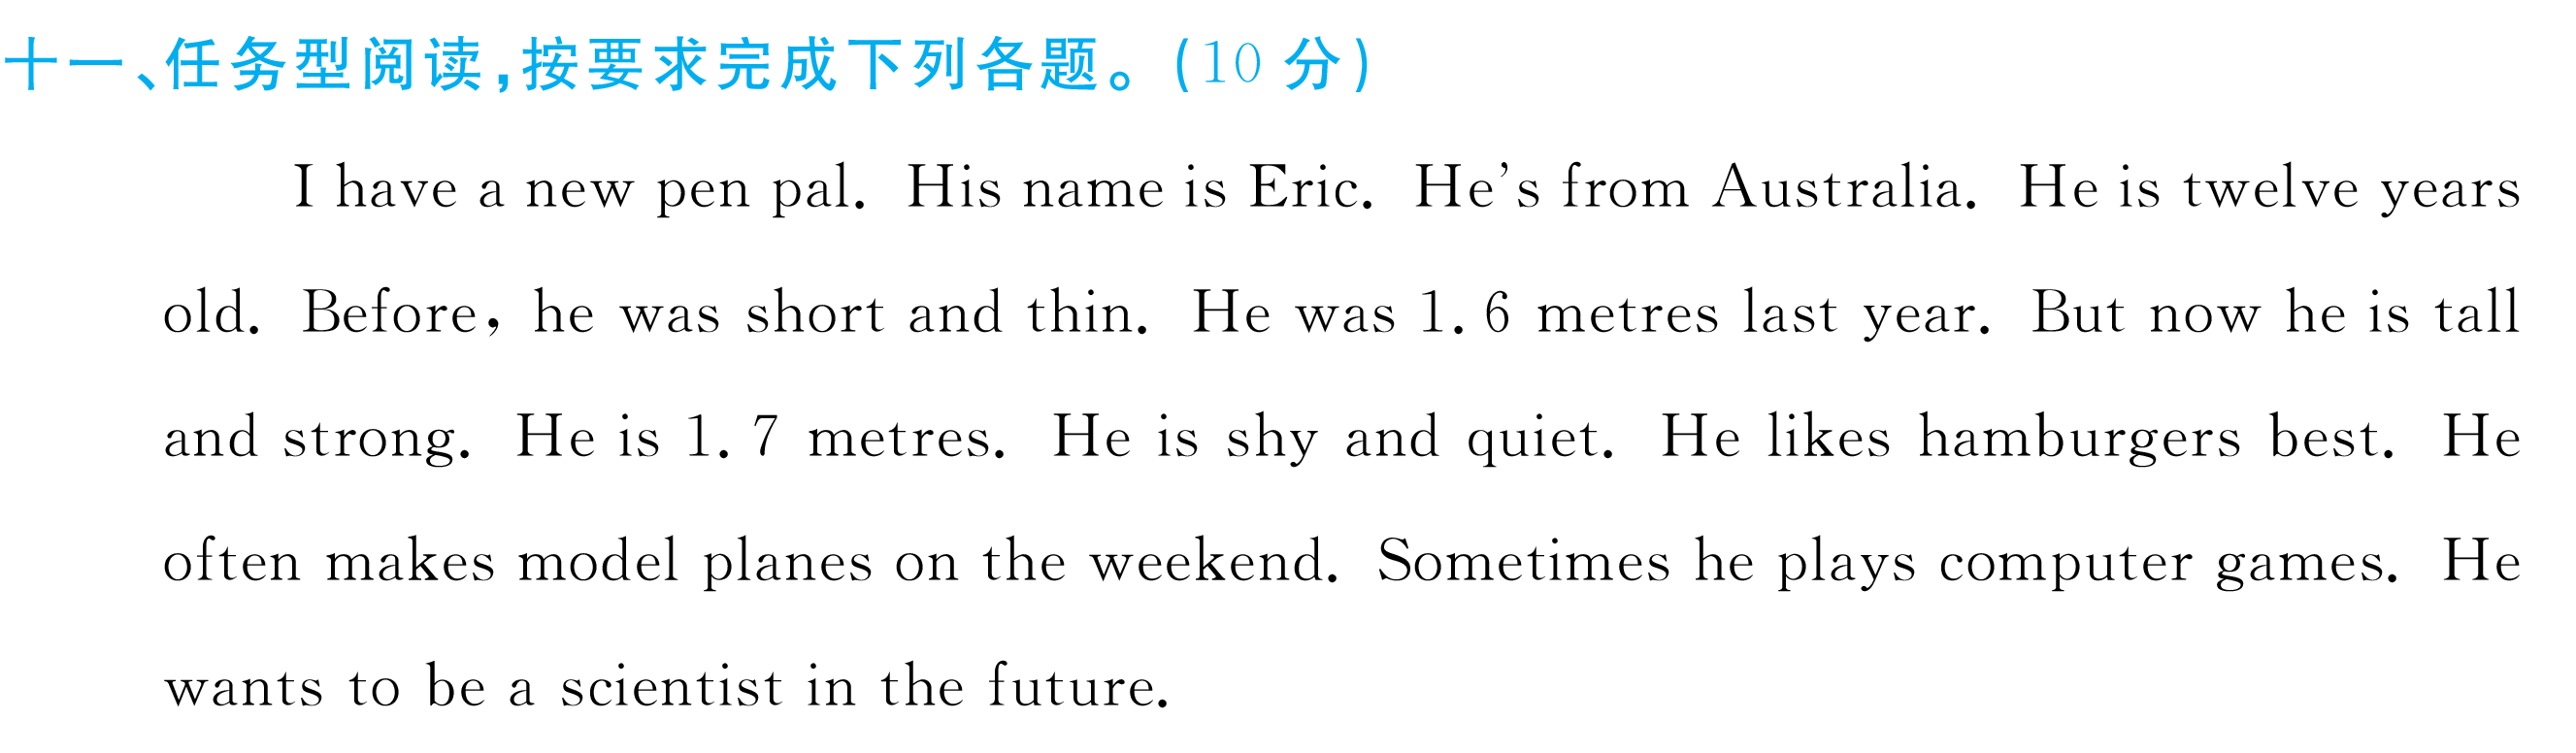 十一、任务型阅读,按要求完成下列各题。(10 分)
I have a new pen pal. His name is Eric. He's from Australia. He is twelve years
old. Before, he was short and thin. He was 1. 6 metres last year. But now he is tall
and strong. He is 1. 7 metres. He is shy and quiet. He likes hamburgers best. He
often makes model planes on the weekend. Sometimes he plays computer games. He
wants to be a scientist in the future.